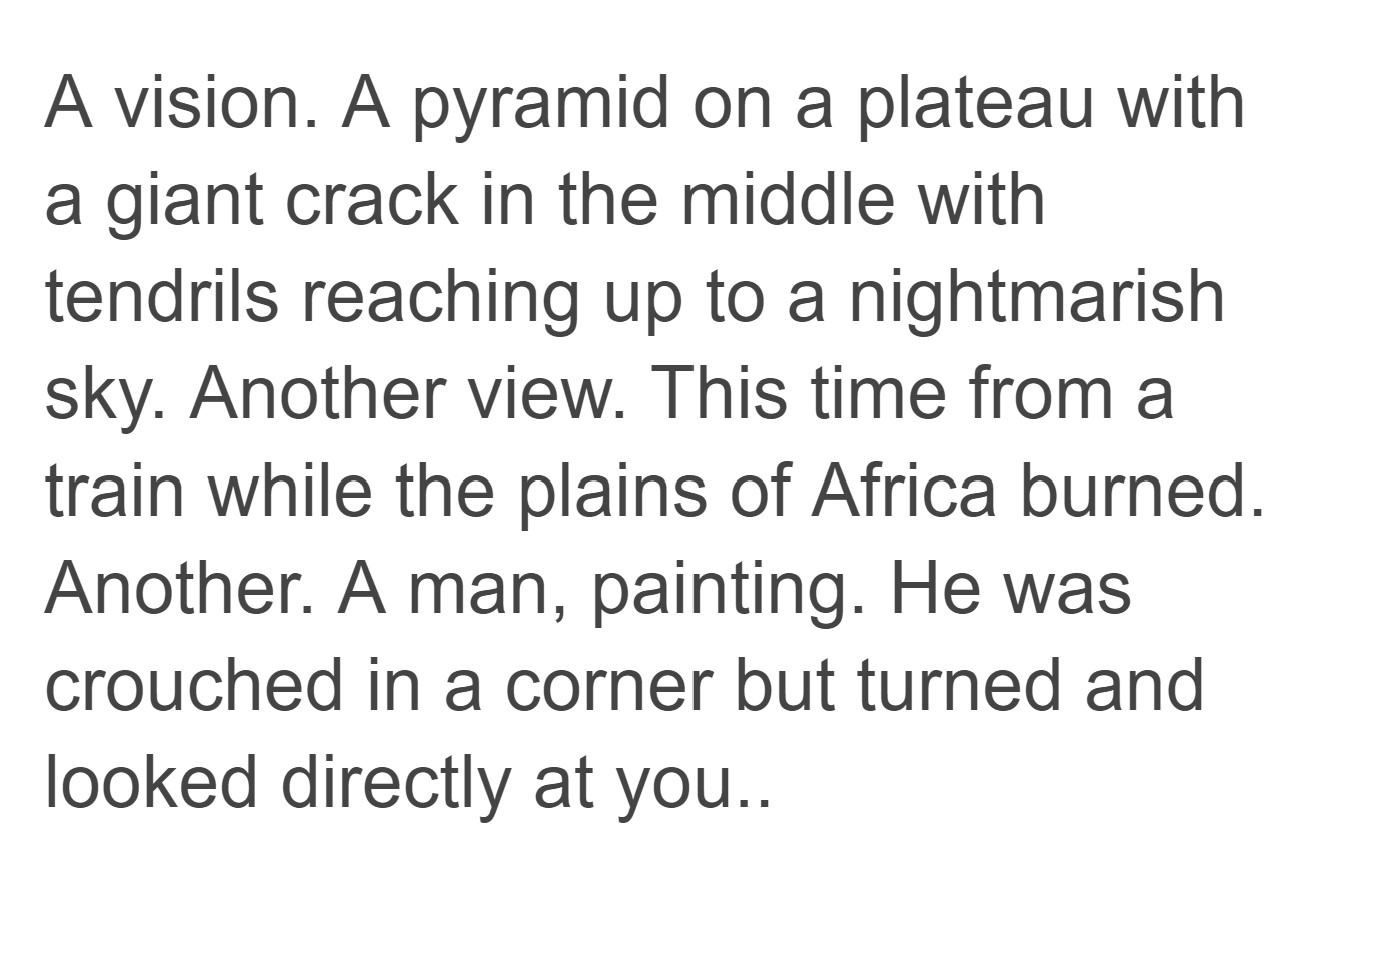 A vision. A pyramid on a plateau with
a giant crack in the middle with
tendrils reaching up to a nightmarish
sky. Another view. This time from a
train while the plains of Africa burned.
Another. A man, painting. He was
crouched in a corner but turned and
looked directly at you..